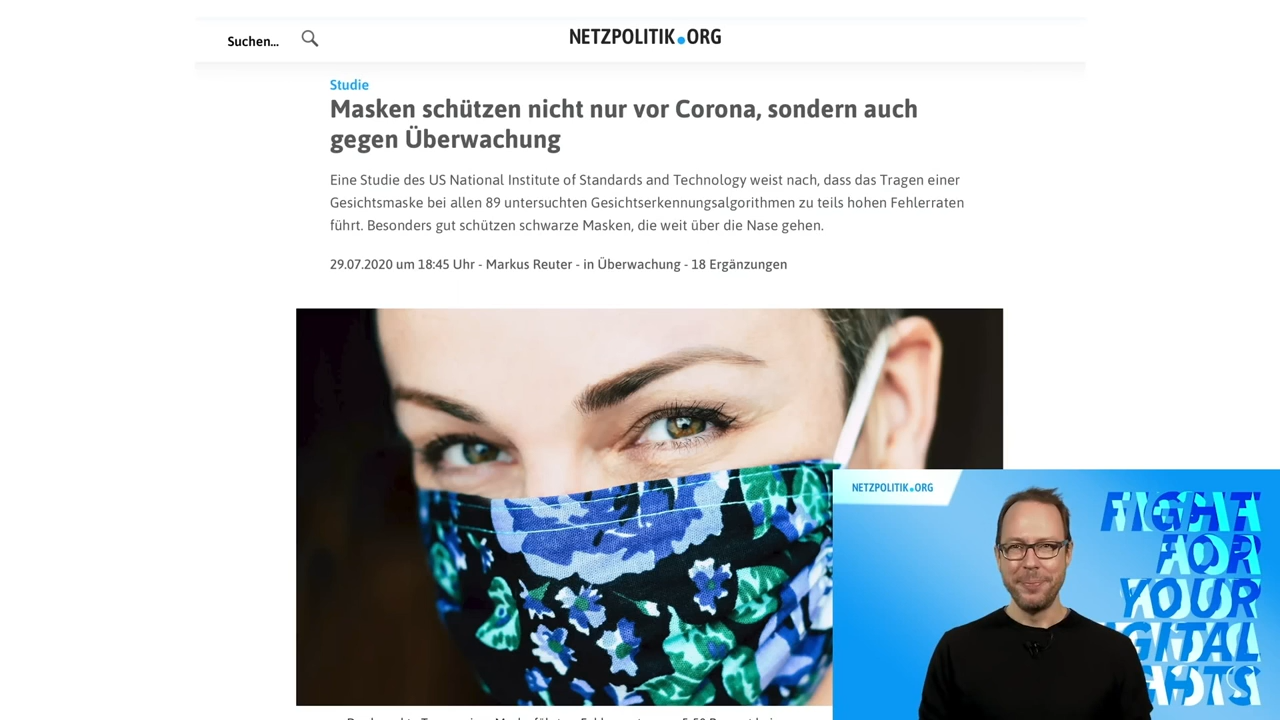 Suchen...
NETZPOLITIK.ORG
Studie
Masken schützen nicht nur vor Corona, sondern auch
gegen Überwachung
Eine Studie des US National Institute of Standards and Technology weist nach, dass das Tragen einer
Gesichtsmaske bei allen 89 untersuchten Gesichtserkennungsalgorithmen zu teils hohen Fehlerraten
führt. Besonders gut schützen schwarze Masken, die weit über die Nase gehen.
29.07.2020 um 18:45 Uhr - Markus Reuter - in Überwachung - 18 Ergänzungen
NETZPOLITIK.ORG
FIGHT
FOR
YOUR